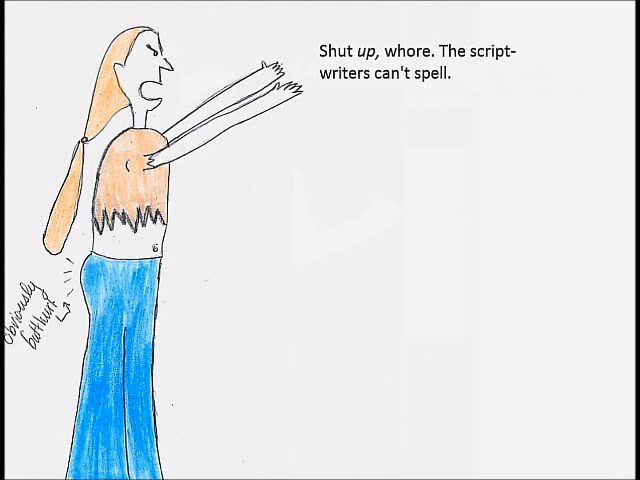 Shut up, whore. The script-
writers can't spell.
Obviously
butthurt